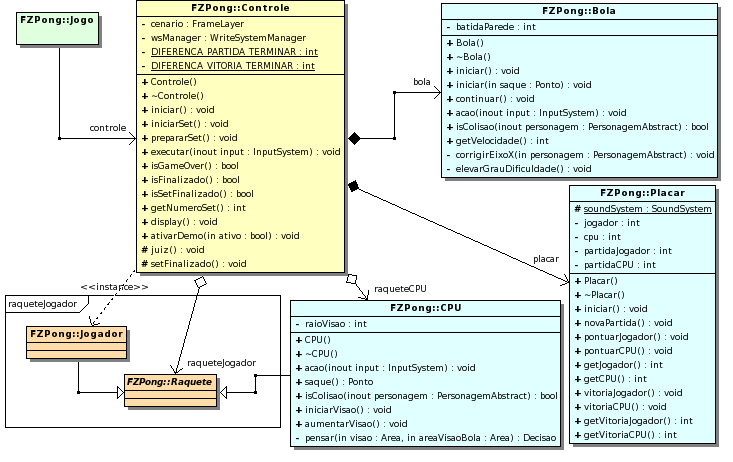 FZPong::Jogo
controle
FZPong::Controle
- cenario : FrameLayer
- wsManager : WriteSystemManager
- DIFERENCA_PARTIDA_TERMINAR : int
- DIFERENCA_VITORIA_TERMINAR : int
+ Controle()
+ ~Controle()
+ iniciar() : void
+ iniciarSet() : void
+ prepararSet() : void
+ executar(inout input : InputSystem) : void
+ isGameOver() : bool
+ isFinalizado() : bool
+ isSetFinalizado() : bool
+ getNumeroSet() : int
+ display() : void
+ ativarDemo(in ativo : bool) : void
# juiz() : void
# setFinalizado() : void
bola
FZPong::Bola
- batidaParede : int
+ Bola()
+ ~Bola()
+ iniciar() : void
+ iniciar(in saque : Ponto) : void
+ continuar() : void
+ acao(inout input : InputSystem) : void
+ isColisao(inout personagem : PersonagemAbstract) : bool
+ getVelocidade() : int
- corrigirEixoX(in personagem : PersonagemAbstract) : void
- elevarGrauDificuldade() : void
placar
FZPong::Placar
# soundSystem : SoundSystem
- jogador : int
- cpu : int
- partidaJogador : int
- partidaCPU : int
+ Placar()
+ ~Placar()
+ iniciar() : void
+ novaPartida() : void
+ pontuarJogador() : void
+ pontuarCPU() : void
+ getJogador() : int
+ getCPU() : int
+ vitoriaJogador() : void
+ vitoriaCPU() : void
+ getVitoriaJogador() : int
+ getVitoriaCPU() : int
<<instance>>
raqueteJogador
FZPong::Jogador
raqueteJogador
FZPong::Raquete
raqueteCPU
FZPong::CPU
- raioVisao : int
+ CPU()
+ ~CPU()
+ acao(inout input : InputSystem) : void
+ saque() : Ponto
+ isColisao(inout personagem : PersonagemAbstract) : bool
+ iniciarVisao() : void
+ aumentarVisao() : void
- pensar(in visao : Area, in areaVisaoBola : Area) : Decisao